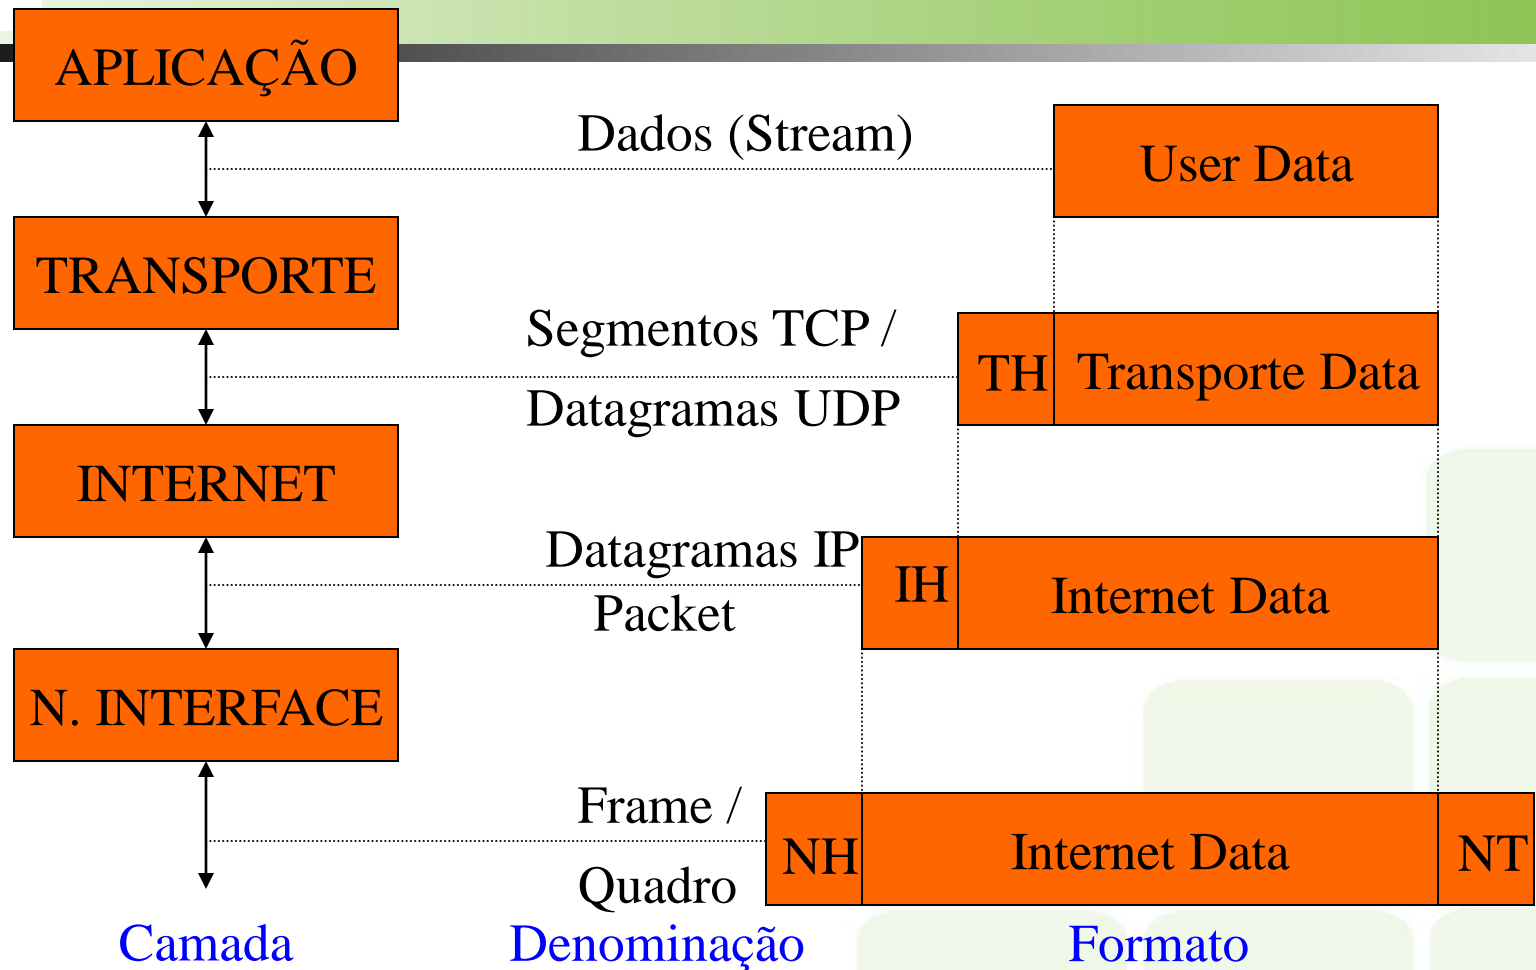 APLICAÇÃO
Dados (Stream)
User Data
TRANSPORTE
Segmentos TCP /
Datagramas UDP
TH
Transporte Data
INTERNET
Datagramas IP
Packet
IH
Internet Data
N. INTERFACE
Frame /
Quadro
NH
Internet Data
NT
Camada
Denominação
Formato